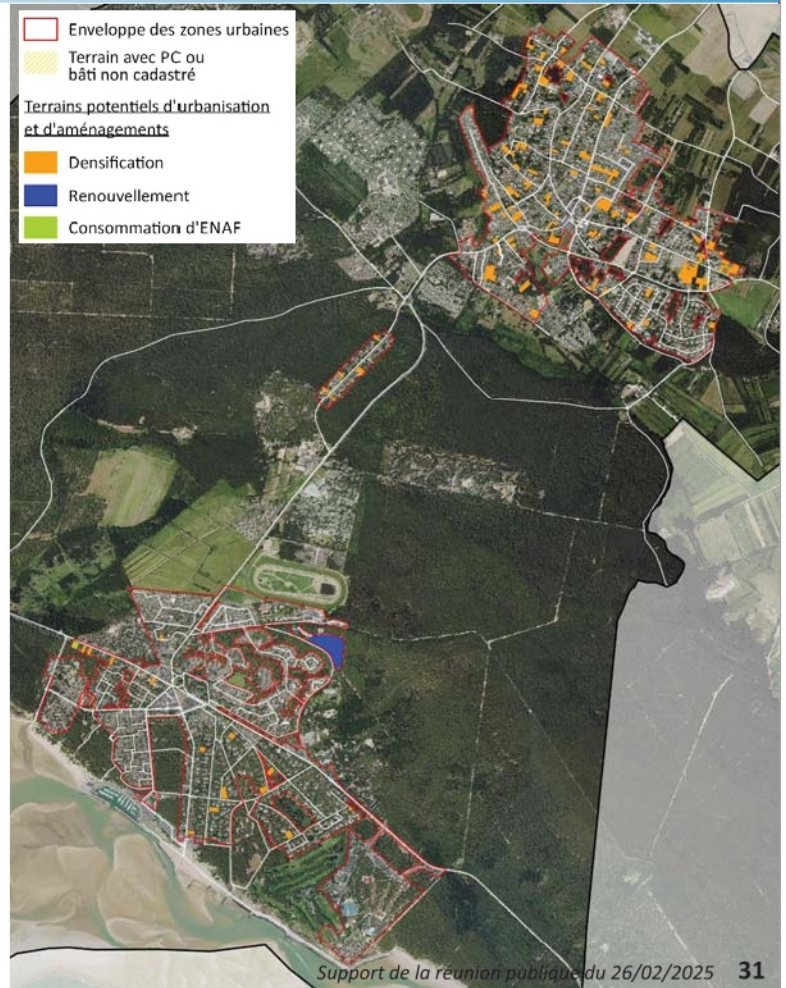 Enveloppe des zones urbaines
Terrain avec PC ou
bâti non cadastré
Terrains potentiels d'urbanisation
et d'aménagements
Densification
Renouvellement
Consommation d'ENAF
Support de la réunion publique du 26/02/2025 31